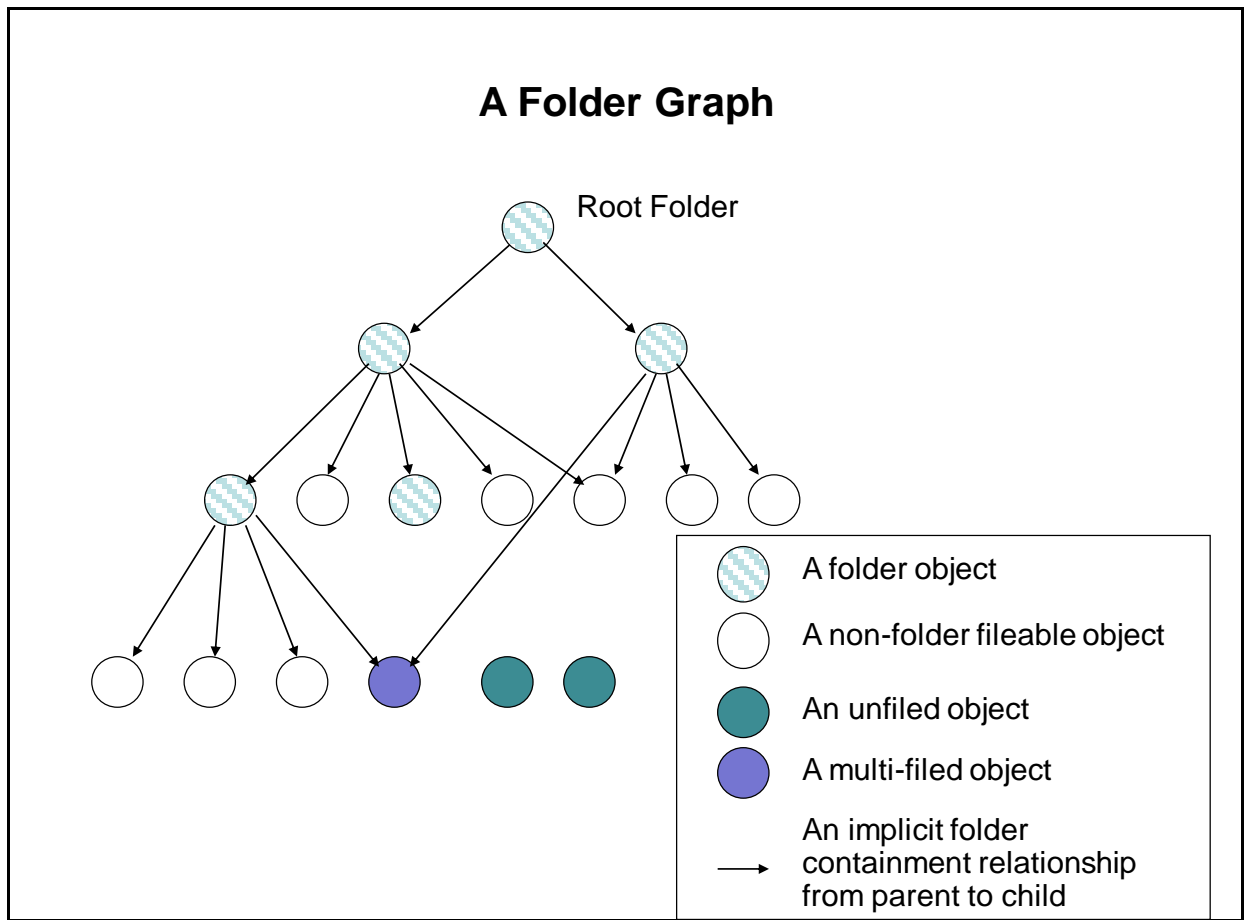 A Folder Graph
Root Folder
A folder object
A non-folder fileable object
An unfiled object
A multi-filed object
An implicit folder
containment relationship
from parent to child